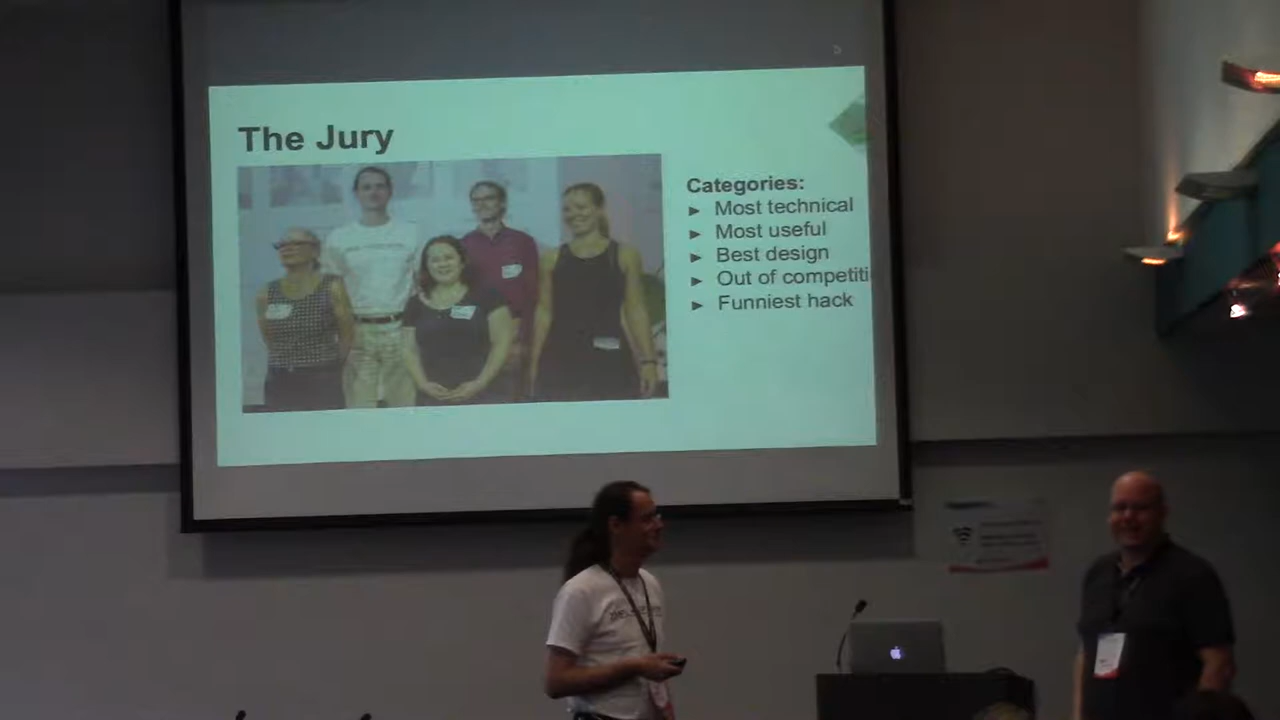 The Jury
Categories:
► Most technical
► Most useful
► Best design
► Out of competiti
► Funniest hack